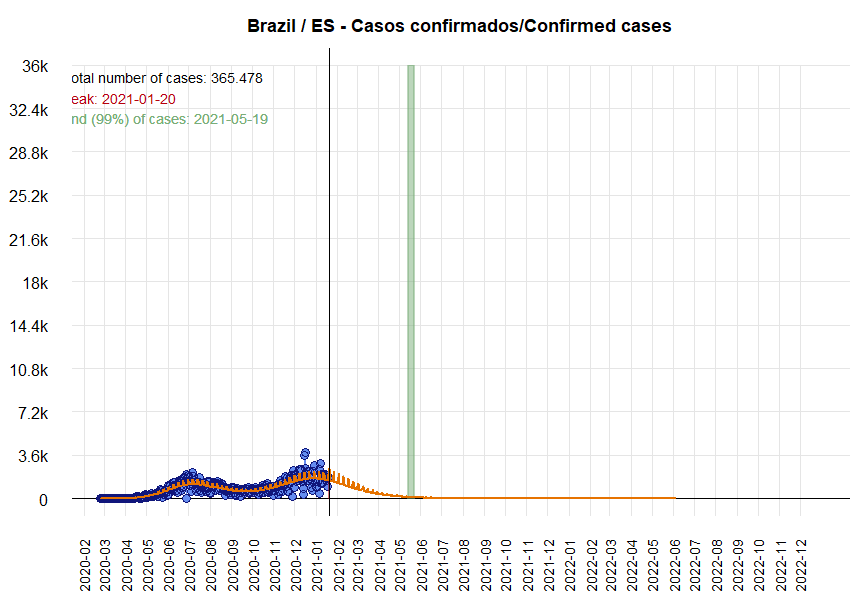 Brazil / ES - Casos confirmados/Confirmed cases
36k
32.4k
28.8k
25.2k
21.6k
18k
14.4k
10.8k
7.2k
3.6k
0
otal number of cases: 365.478
eak: 2021-01-20
nd (99%) of cases: 2021-05-19
2020-02
2020-03
2020-04
2020-05
2020-06
2020-07
2020-08
2020-09
2020-10
2020-11
2020-12
2021-01
2021-02
2021-03
2021-04
2021-05
2021-06
2021-07
2021-08
2021-09
2021-10
2021-11
2021-12
2022-01
2022-02
2022-03
2022-04
2022-05
2022-06
2022-07
2022-08
2022-09
2022-10
2022-11
2022-12